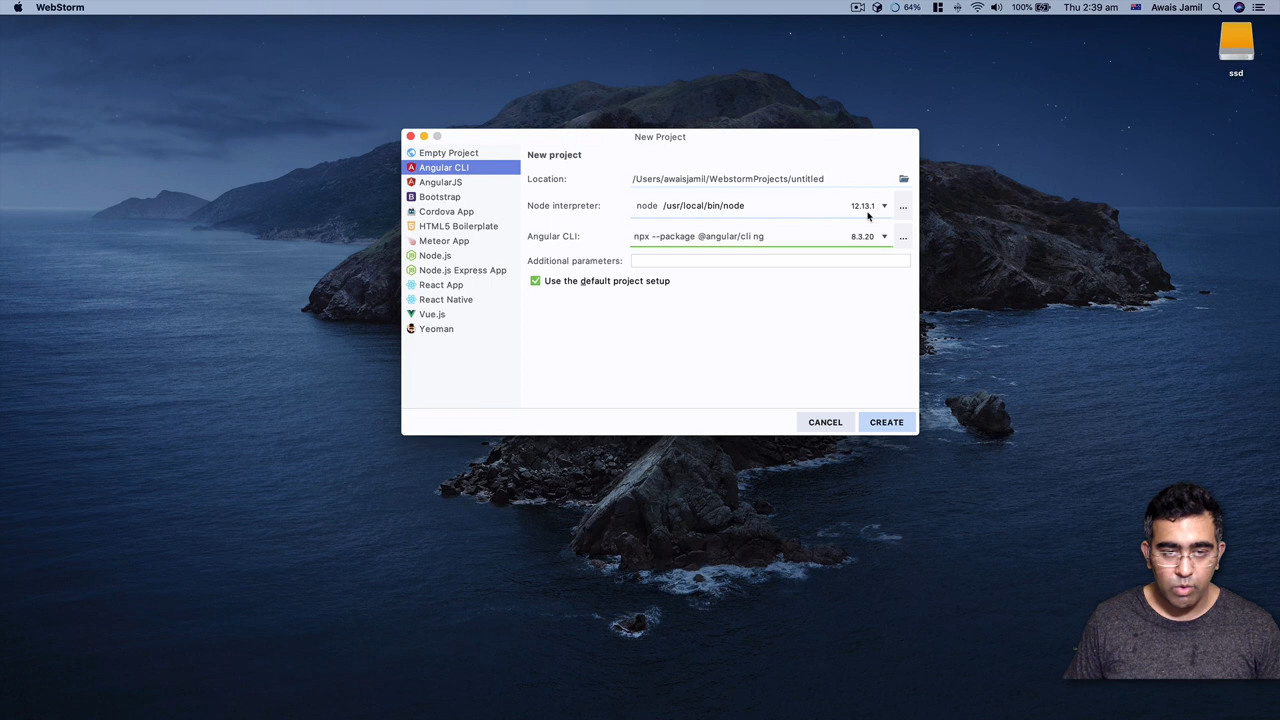 WebStorm
64%
100%
Thu 2:39 am
Awais Jamil
ssd
New Project
Empty Project
Angular CLI
AngularJS
Bootstrap
Cordova App
HTML5 Boilerplate
Meteor App
Node.js
Node.js Express App
React App
React Native
Vue.js
Yeoman
New project
Location: /Users/awaisjamil/WebstormProjects/untitled
Node interpreter: node /usr/local/bin/node 12.13.1 ...
Angular CLI: npx --package @angular/cli ng 8.3.20 ...
Additional parameters:
Use the default project setup
CANCEL CREATE